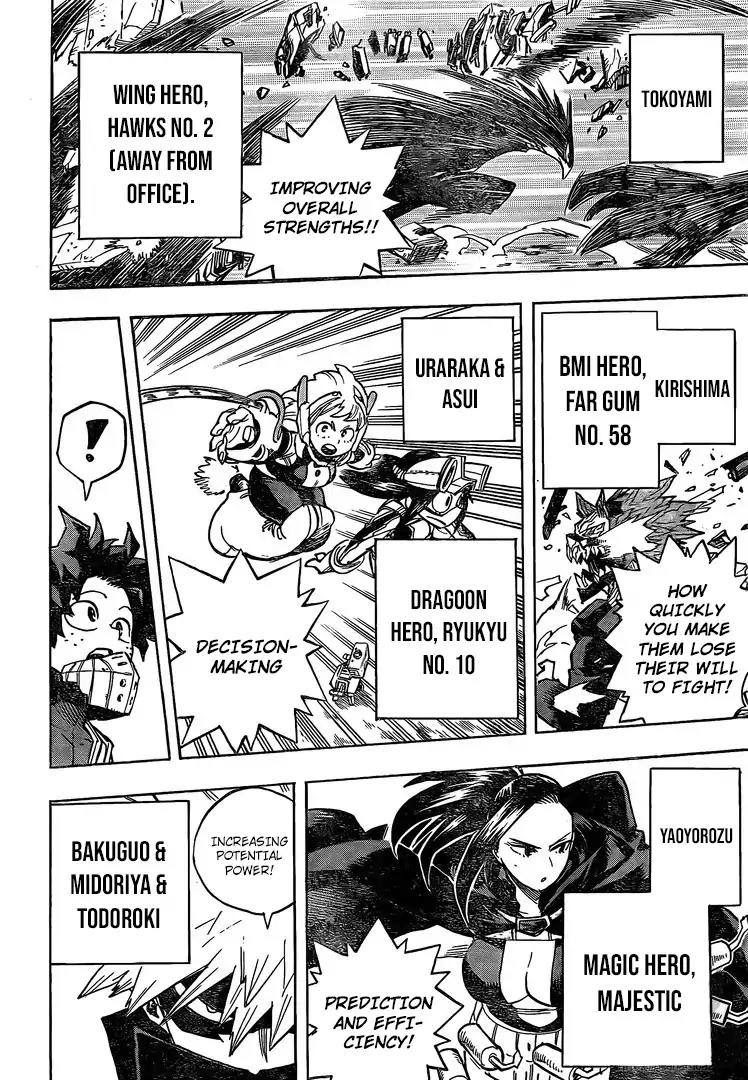 TOKOYAMI
WING HERO,
HAWKS NO. 2
(AWAY FROM
OFFICE).
IMPROVING
OVERALL
STRENGTHS!!
KIRISHIMA
BMI HERO,
FAR GUM
NO. 58
HOW
QUICKLY
YOU MAKE
THEM LOSE
THEIR WILL
TO FIGHT!
URARAKA &
ASUI
DRAGOON
HERO, RYUKYU
NO. 10
DECISION-
MAKING
!
YAOYOROZU
MAGIC HERO,
MAJESTIC
PREDICTION
AND EFFI-
CIENCY!
INCREASING
POTENTIAL
POWER!
BAKUGUO &
MIDORIYA &
TODOROKI